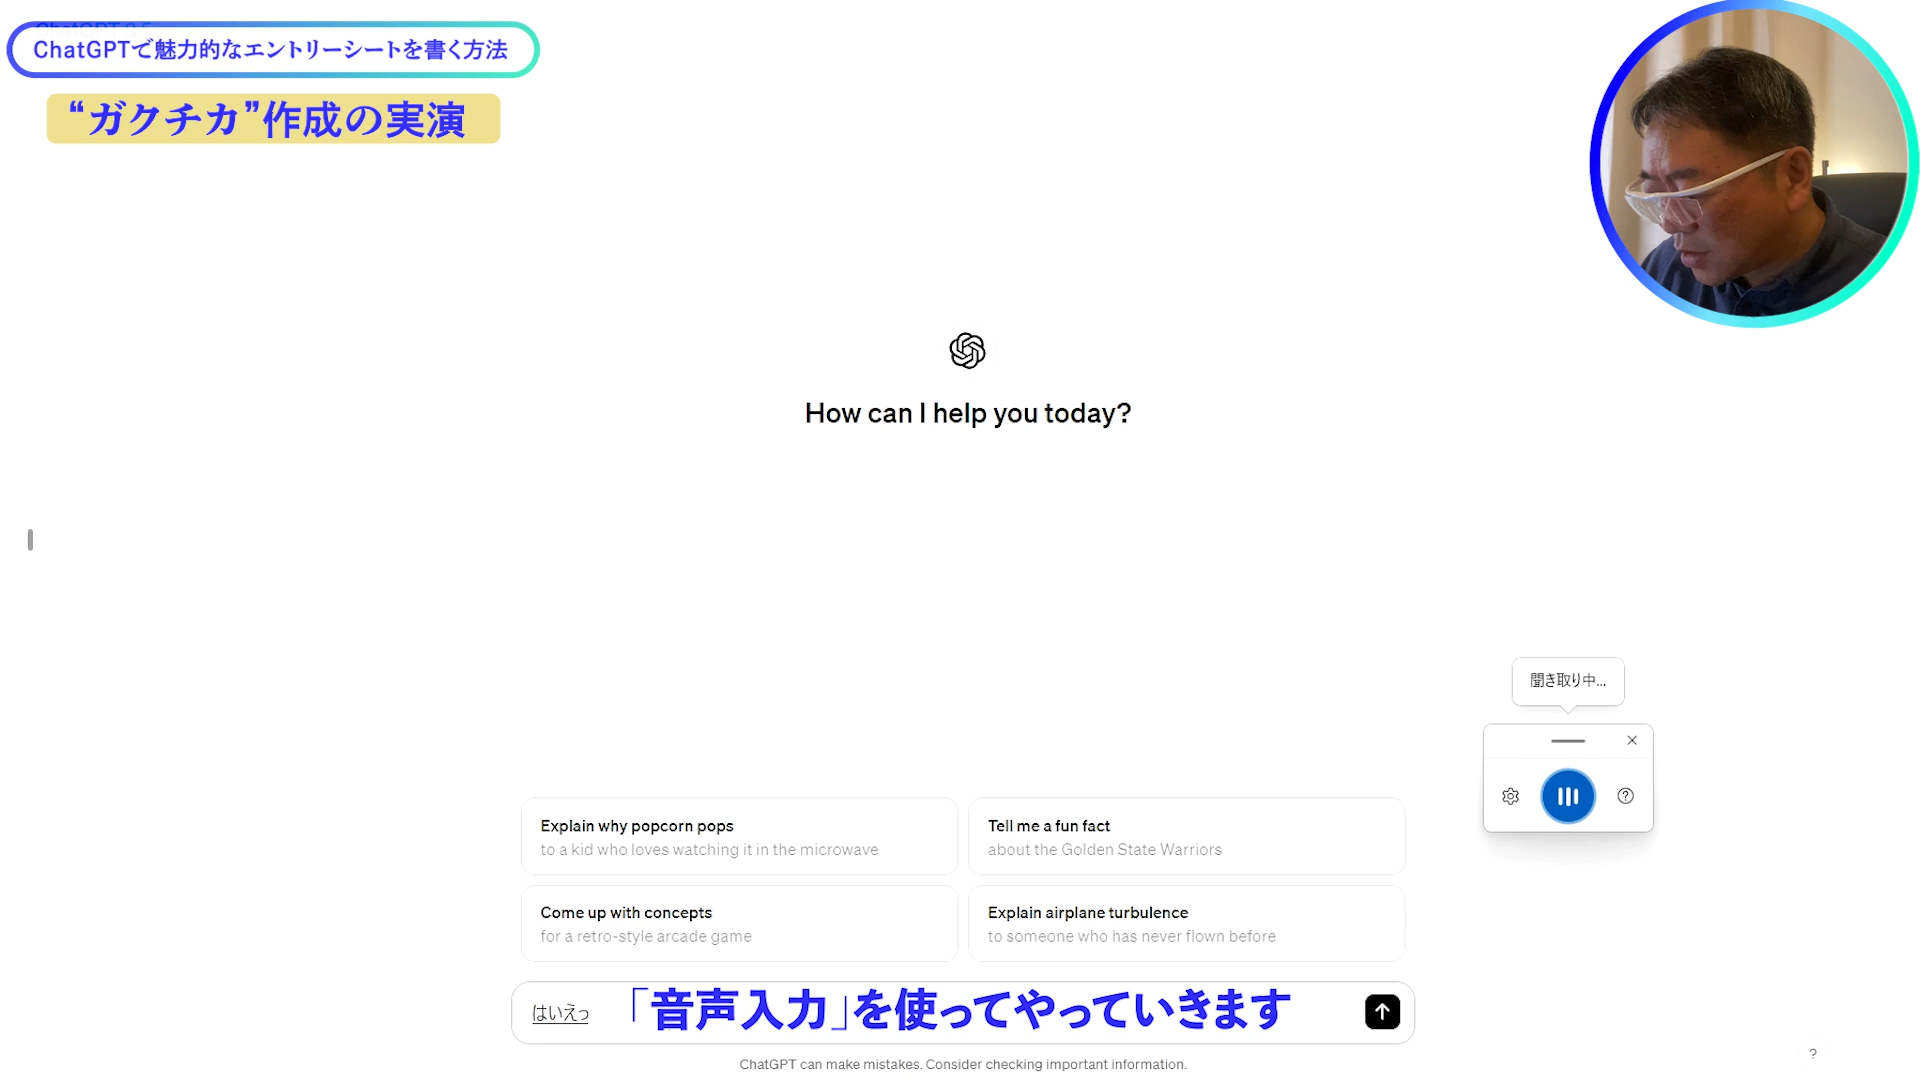 ChatGPTで魅力的なエントリーシートを書く方法
“ガクチカ”作成の実演
How can I help you today?
聞き取り中...
Explain why popcorn pops
to a kid who loves watching it in the microwave
Tell me a fun fact
about the Golden State Warriors
Come up with concepts
for a retro-style arcade game
Explain airplane turbulence
to someone who has never flown before
はいえっ
「音声入力」を使ってやっていきます
ChatGPT can make mistakes. Consider checking important information.
?